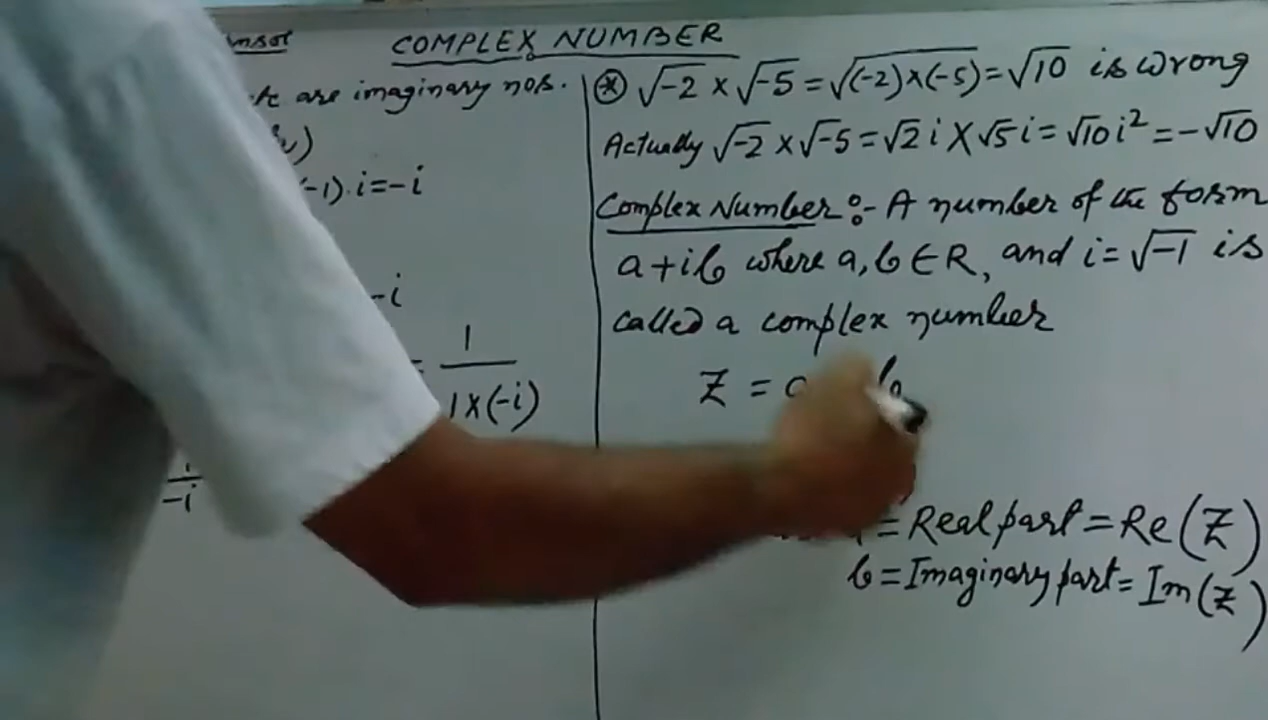 COMPLEX NUMBER
are imaginary nos.
-1).i=-i
-i
= 1/1×(-i)
-i
⊛ √-2 × √-5 = √(-2)×(-5) = √10 is wrong
Actually √-2 × √-5 = √2 i × √5 i = √10 i² = -√10
Complex Number :- A number of the form
a+ib where a, b ∈ R, and i = √-1 is
called a complex number
Z =
= Real part = Re(Z)
b = Imaginary part = Im(Z)